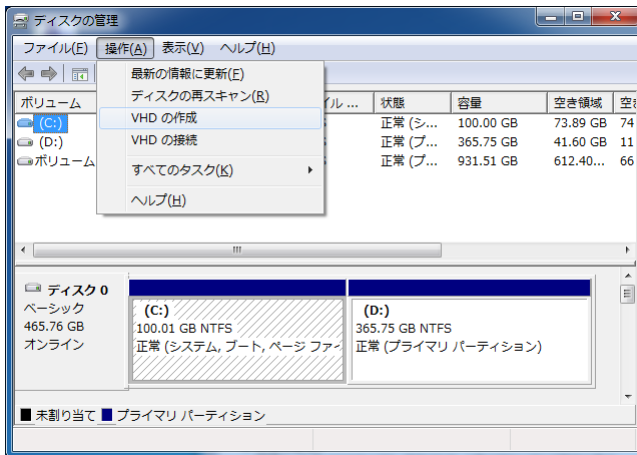 ディスクの管理
ファイル(F) 操作(A) 表示(V) ヘルプ(H)
最新の情報に更新(F)
ディスクの再スキャン(R)
VHD の作成
VHD の接続
すべてのタスク(K)
ヘルプ(H)
ボリューム イル ... 状態 容量 空き領域 空き
(C:) 正常 (シ... 100.00 GB 73.89 GB 74
(D:) 正常 (プ... 365.75 GB 41.60 GB 11
ボリューム 正常 (プ... 931.51 GB 612.40... 66
ディスク 0
ベーシック
465.76 GB
オンライン
(C:)
100.01 GB NTFS
正常 (システム, ブート, ページ ファイ
(D:)
365.75 GB NTFS
正常 (プライマリ パーティション)
未割り当て プライマリ パーティション